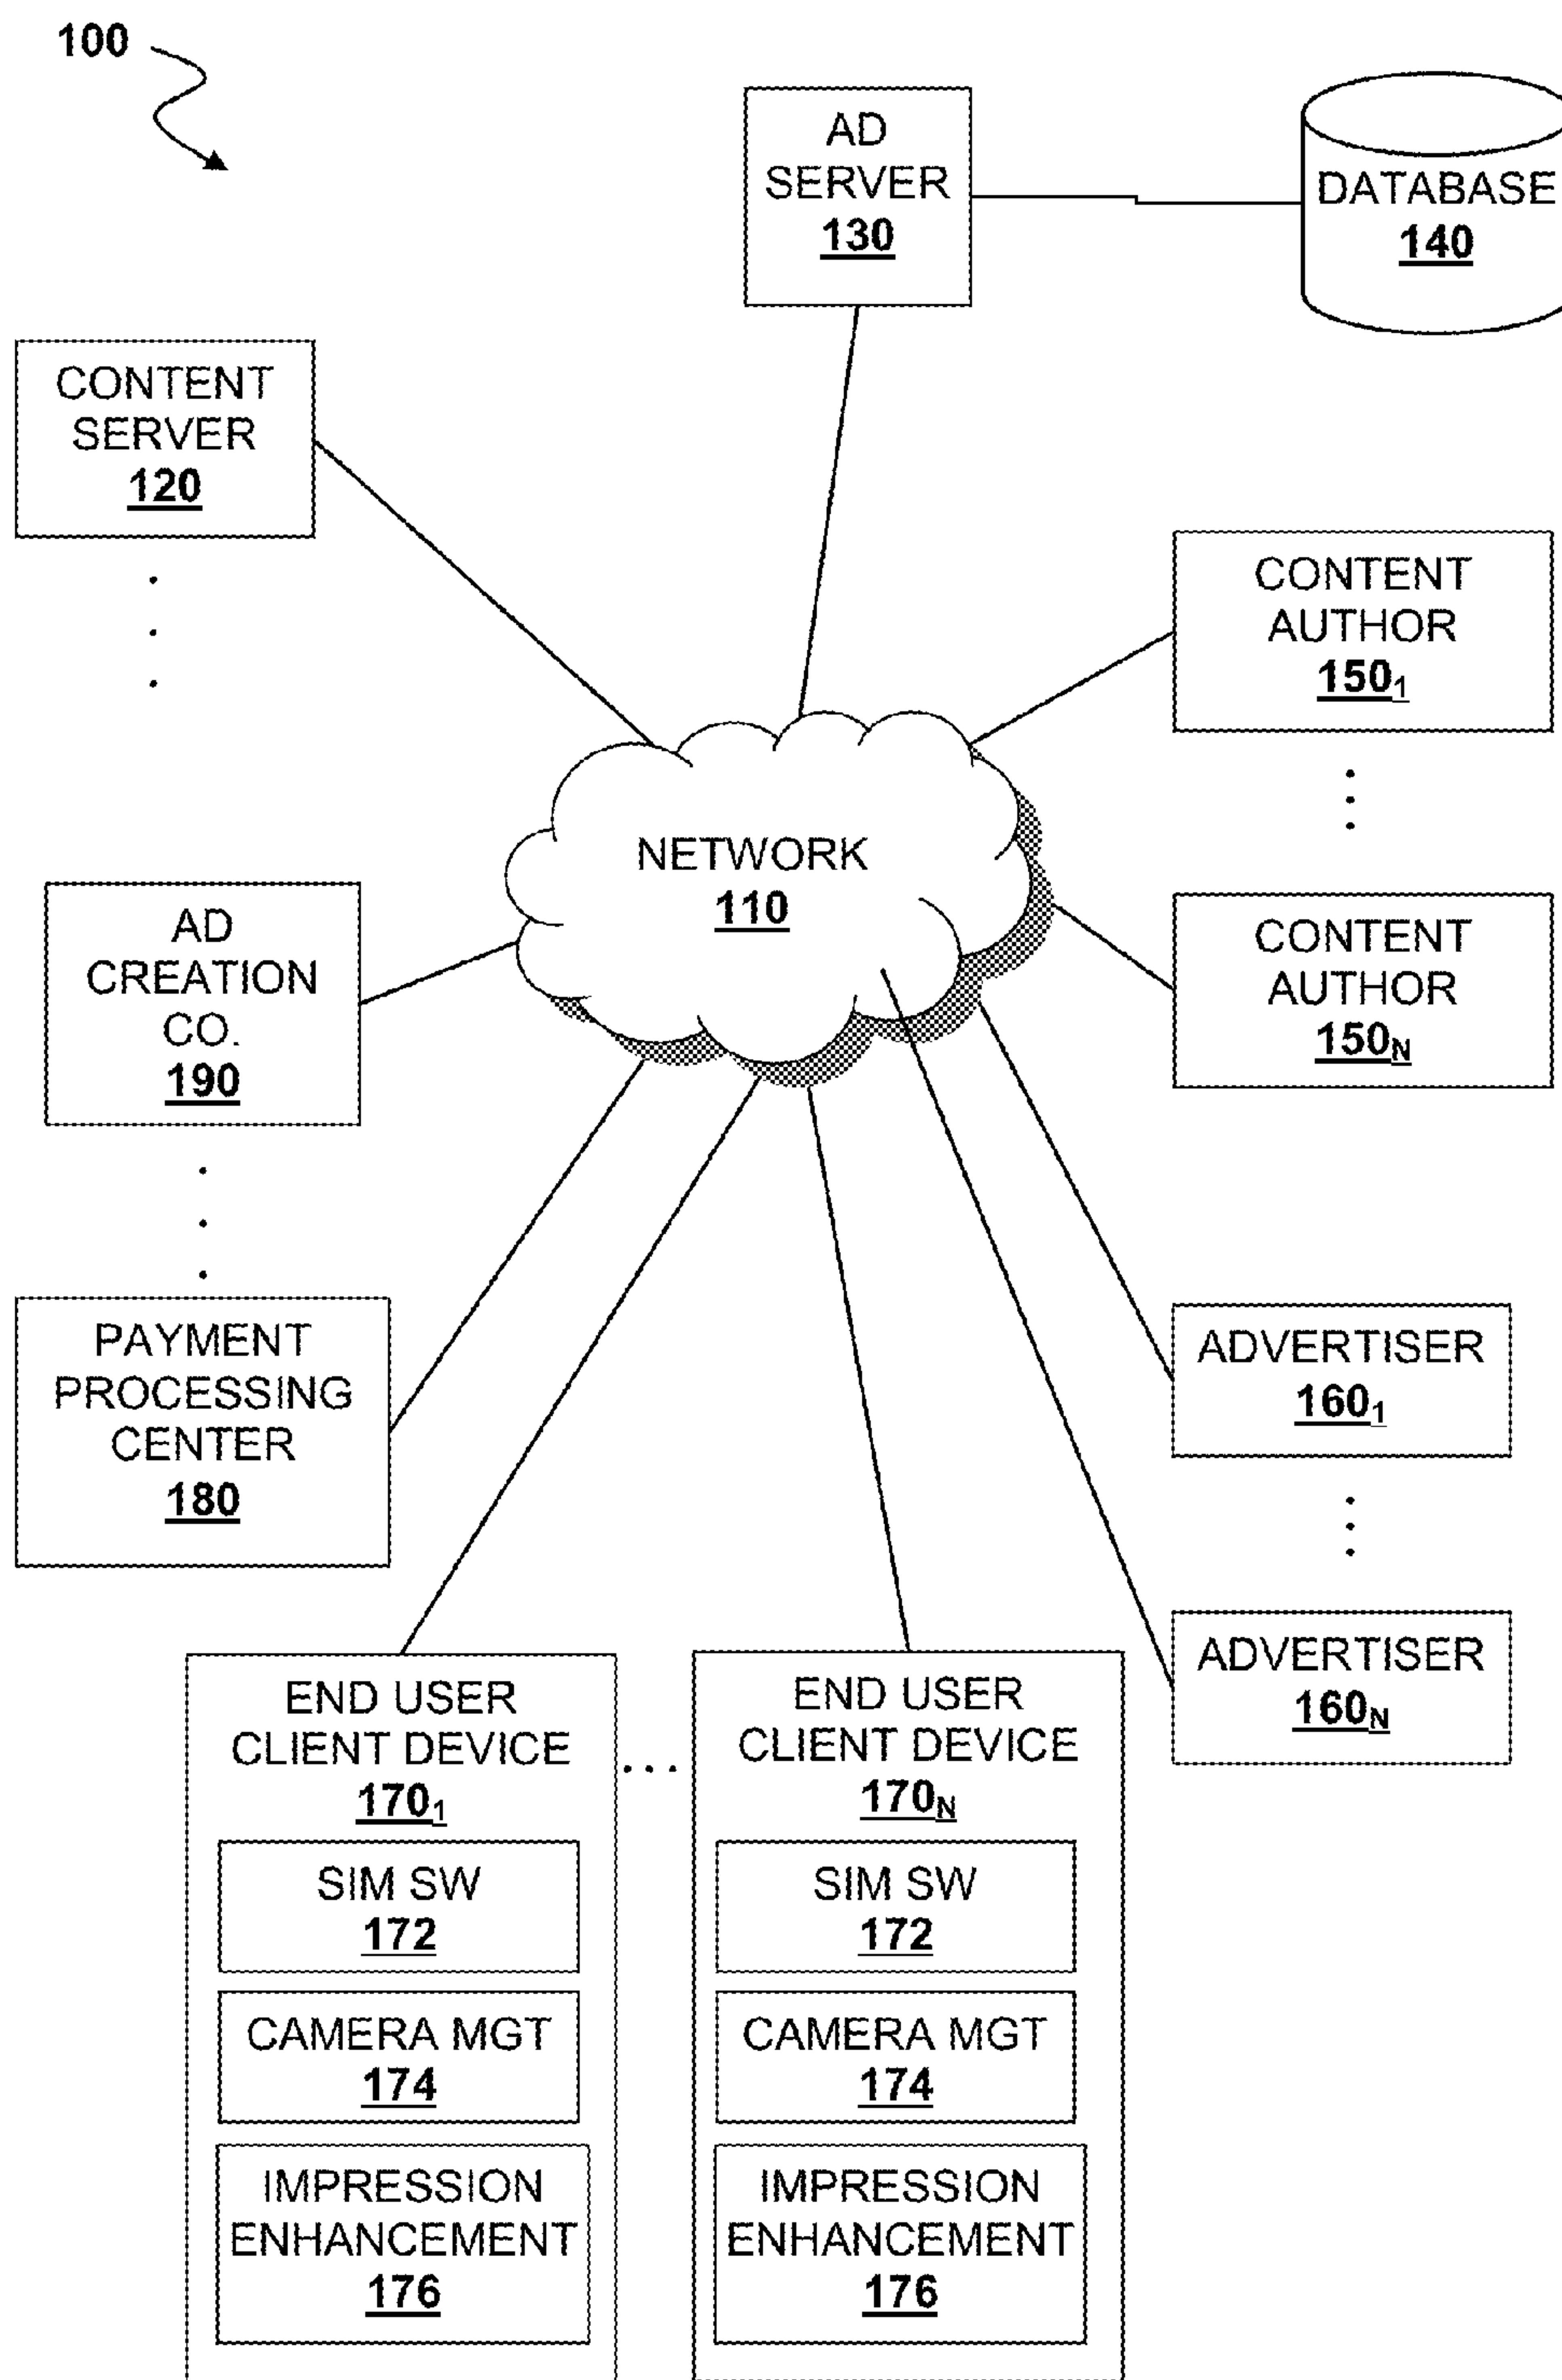 100
AD
SERVER
130
DATABASE
140
CONTENT
SERVER
120
CONTENT
AUTHOR
150₁
NETWORK
110
AD
CREATION
CO.
190
CONTENT
AUTHOR
150N
PAYMENT
PROCESSING
CENTER
180
ADVERTISER
160₁
ADVERTISER
160N
END USER
CLIENT DEVICE
170₁
SIM SW
172
CAMERA MGT
174
IMPRESSION
ENHANCEMENT
176
END USER
CLIENT DEVICE
170N
SIM SW
172
CAMERA MGT
174
IMPRESSION
ENHANCEMENT
176